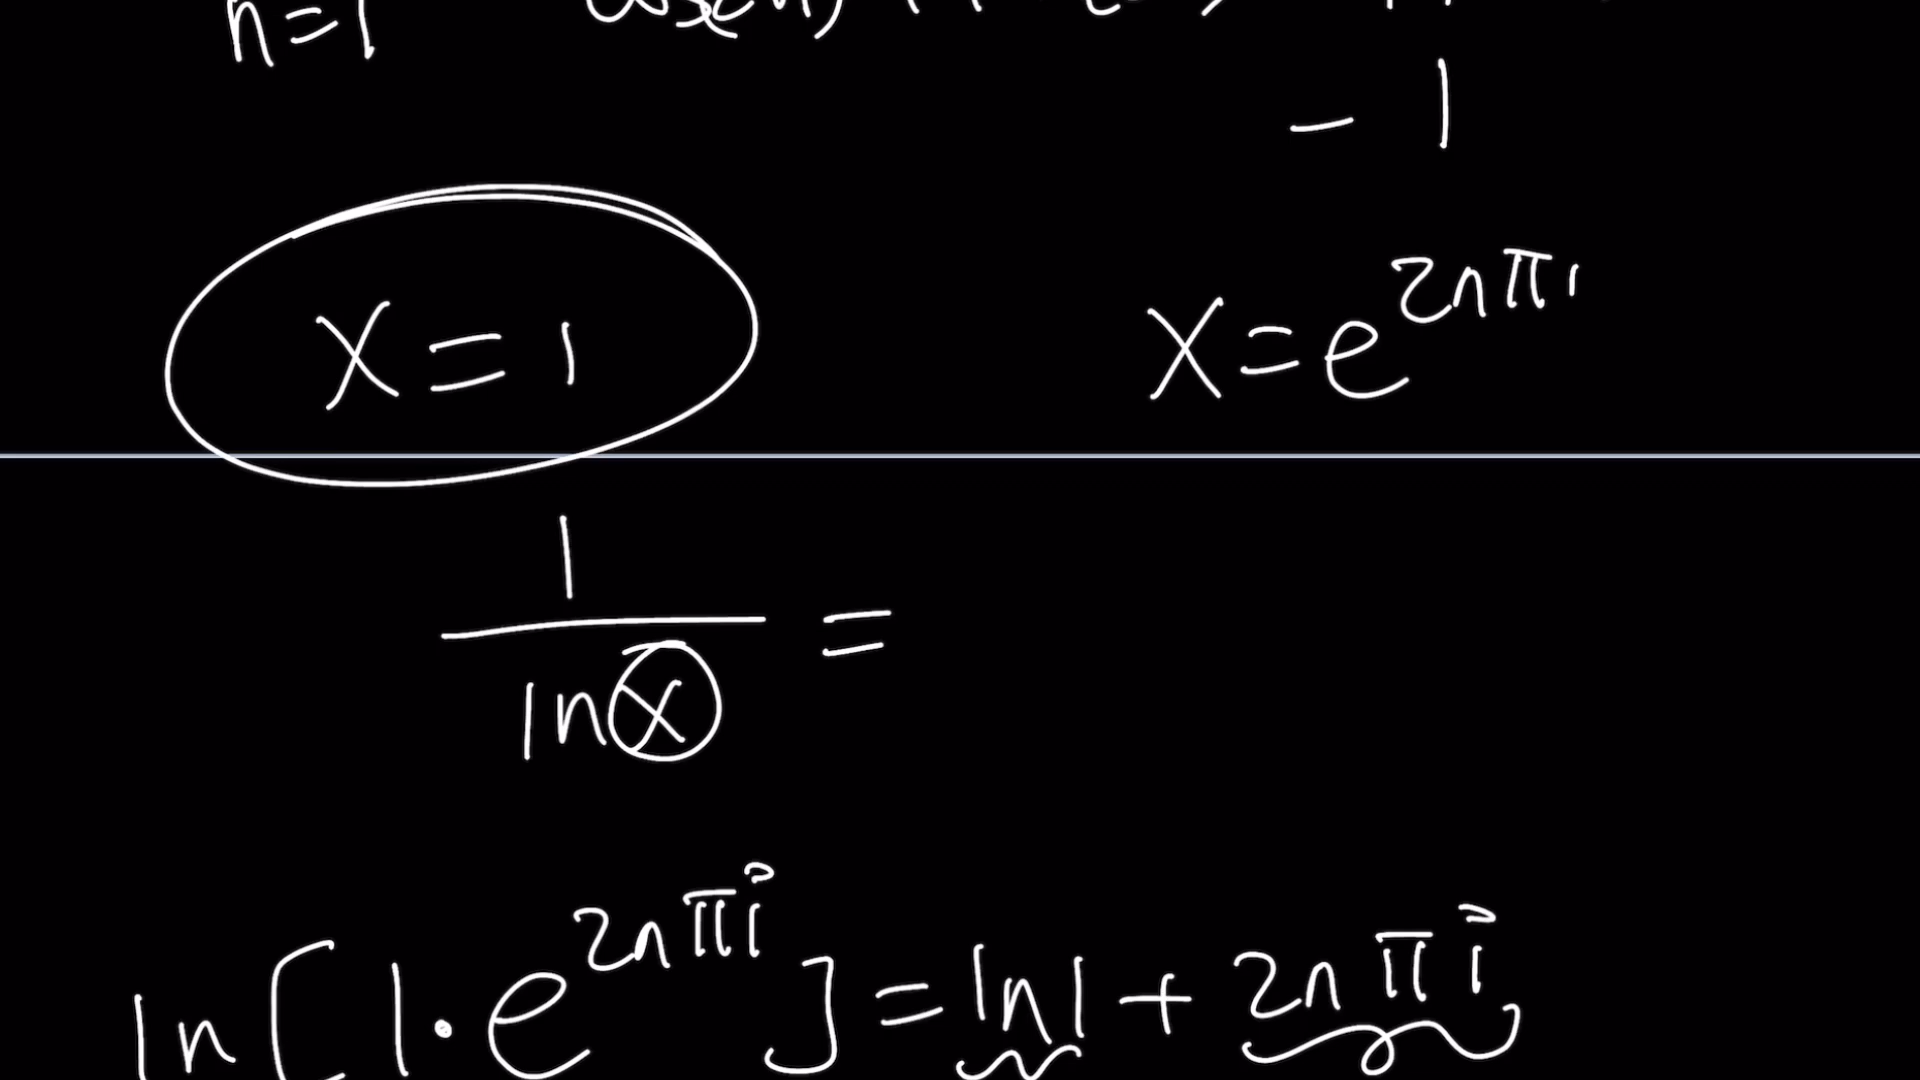 n=1
- 1
x=1 x=e^{2nπi}
1/ln x =
ln[1·e^{2nπi}]=ln1+2nπi